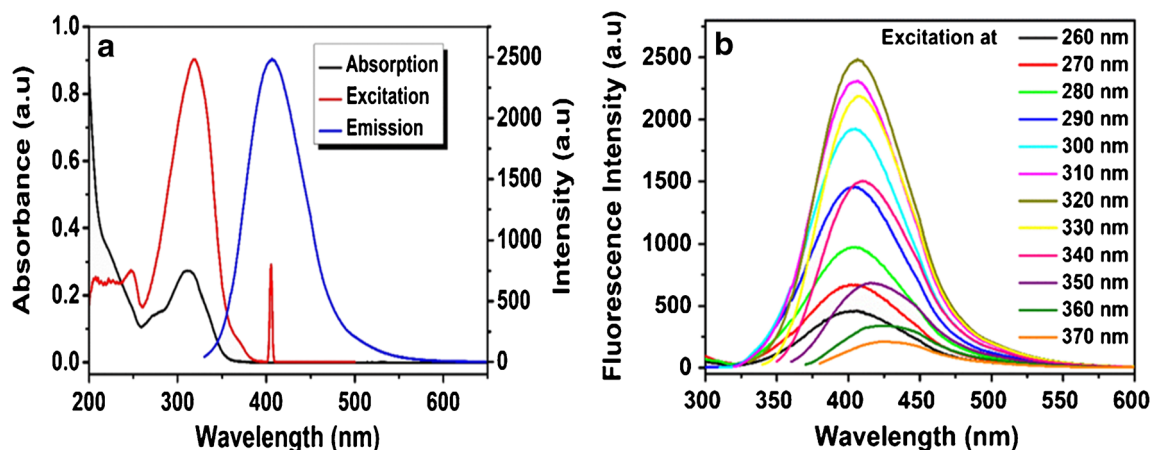 a
Absorption
Excitation
Emission
Absorbance (a.u)
1.0
0.8
0.6
0.4
0.2
0.0
200
300
400
500
600
Wavelength (nm)
2500
2000
1500
1000
500
0
Intensity (a.u)
b
Excitation at
260 nm
270 nm
280 nm
290 nm
300 nm
310 nm
320 nm
330 nm
340 nm
350 nm
360 nm
370 nm
Fluorescence Intensity (a.u)
2500
2000
1500
1000
500
0
300
350
400
450
500
550
600
Wavelength (nm)